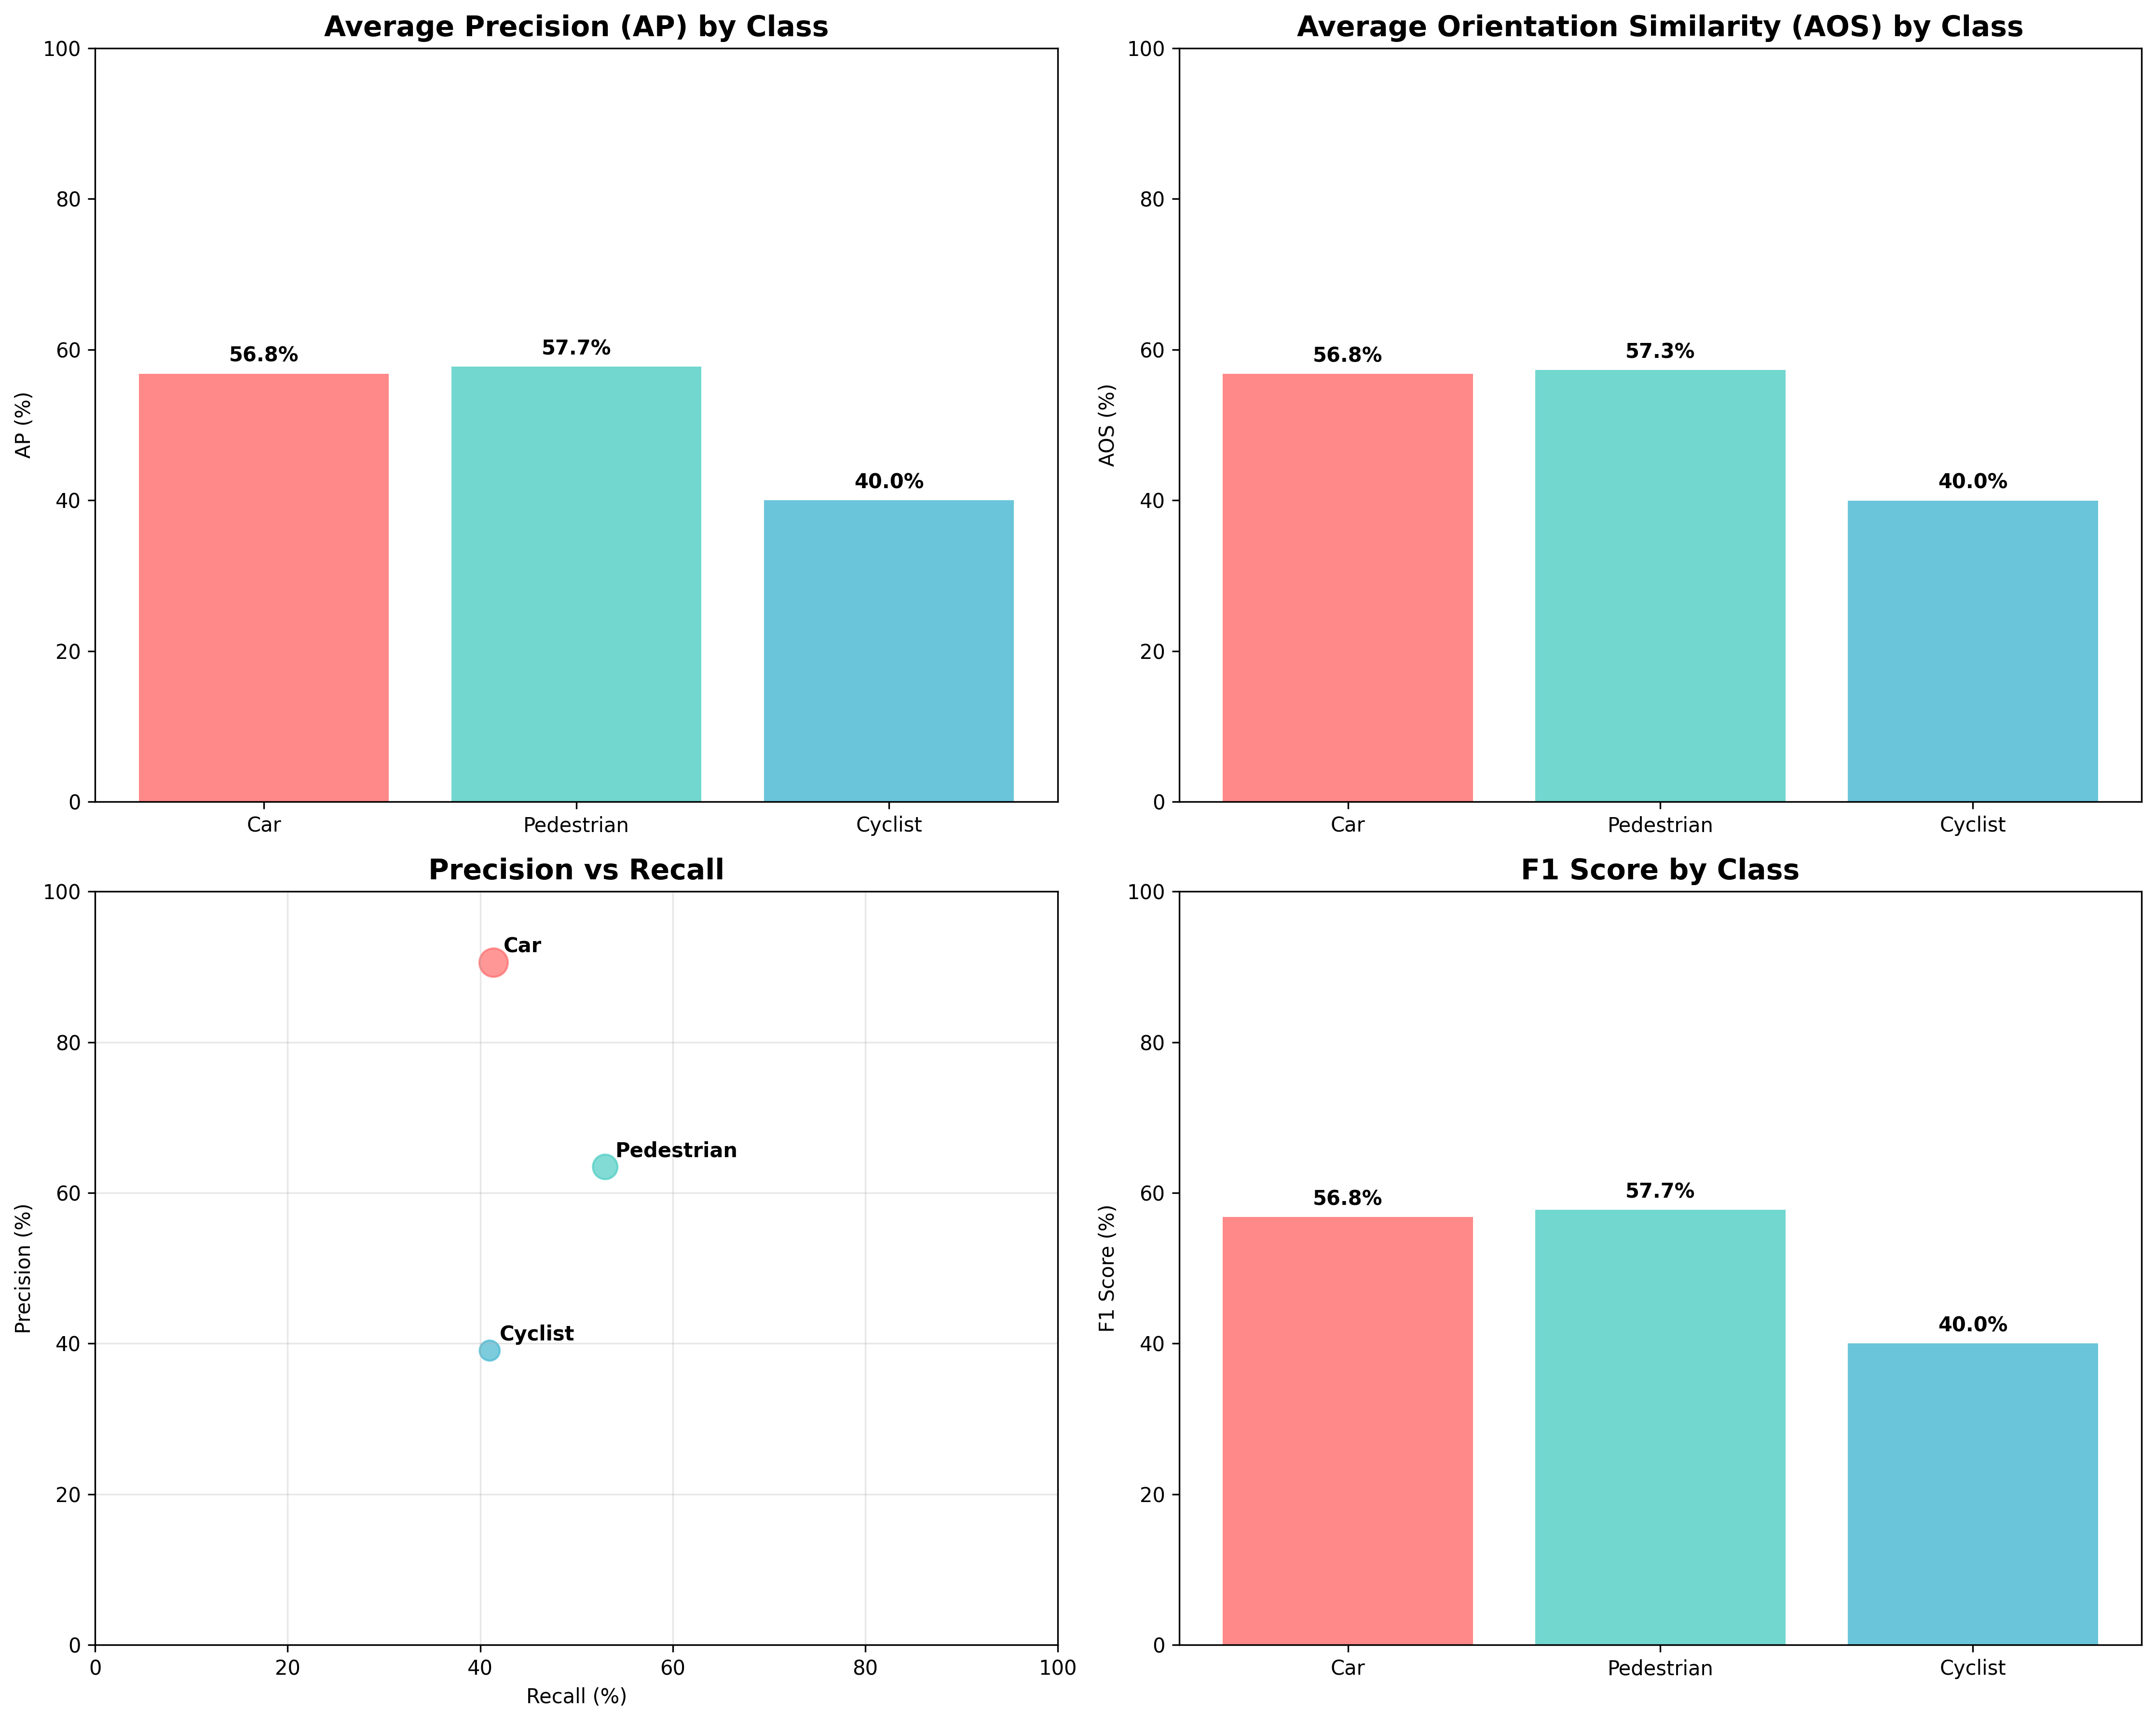 Average Precision (AP) by Class
AP (%)
100
80
60
40
20
0
56.8%
57.7%
40.0%
Car
Pedestrian
Cyclist
Average Orientation Similarity (AOS) by Class
AOS (%)
100
80
60
40
20
0
56.8%
57.3%
40.0%
Car
Pedestrian
Cyclist
Precision vs Recall
Precision (%)
100
80
60
40
20
0
Car
Pedestrian
Cyclist
0
20
40
60
80
100
Recall (%)
F1 Score by Class
F1 Score (%)
100
80
60
40
20
0
56.8%
57.7%
40.0%
Car
Pedestrian
Cyclist